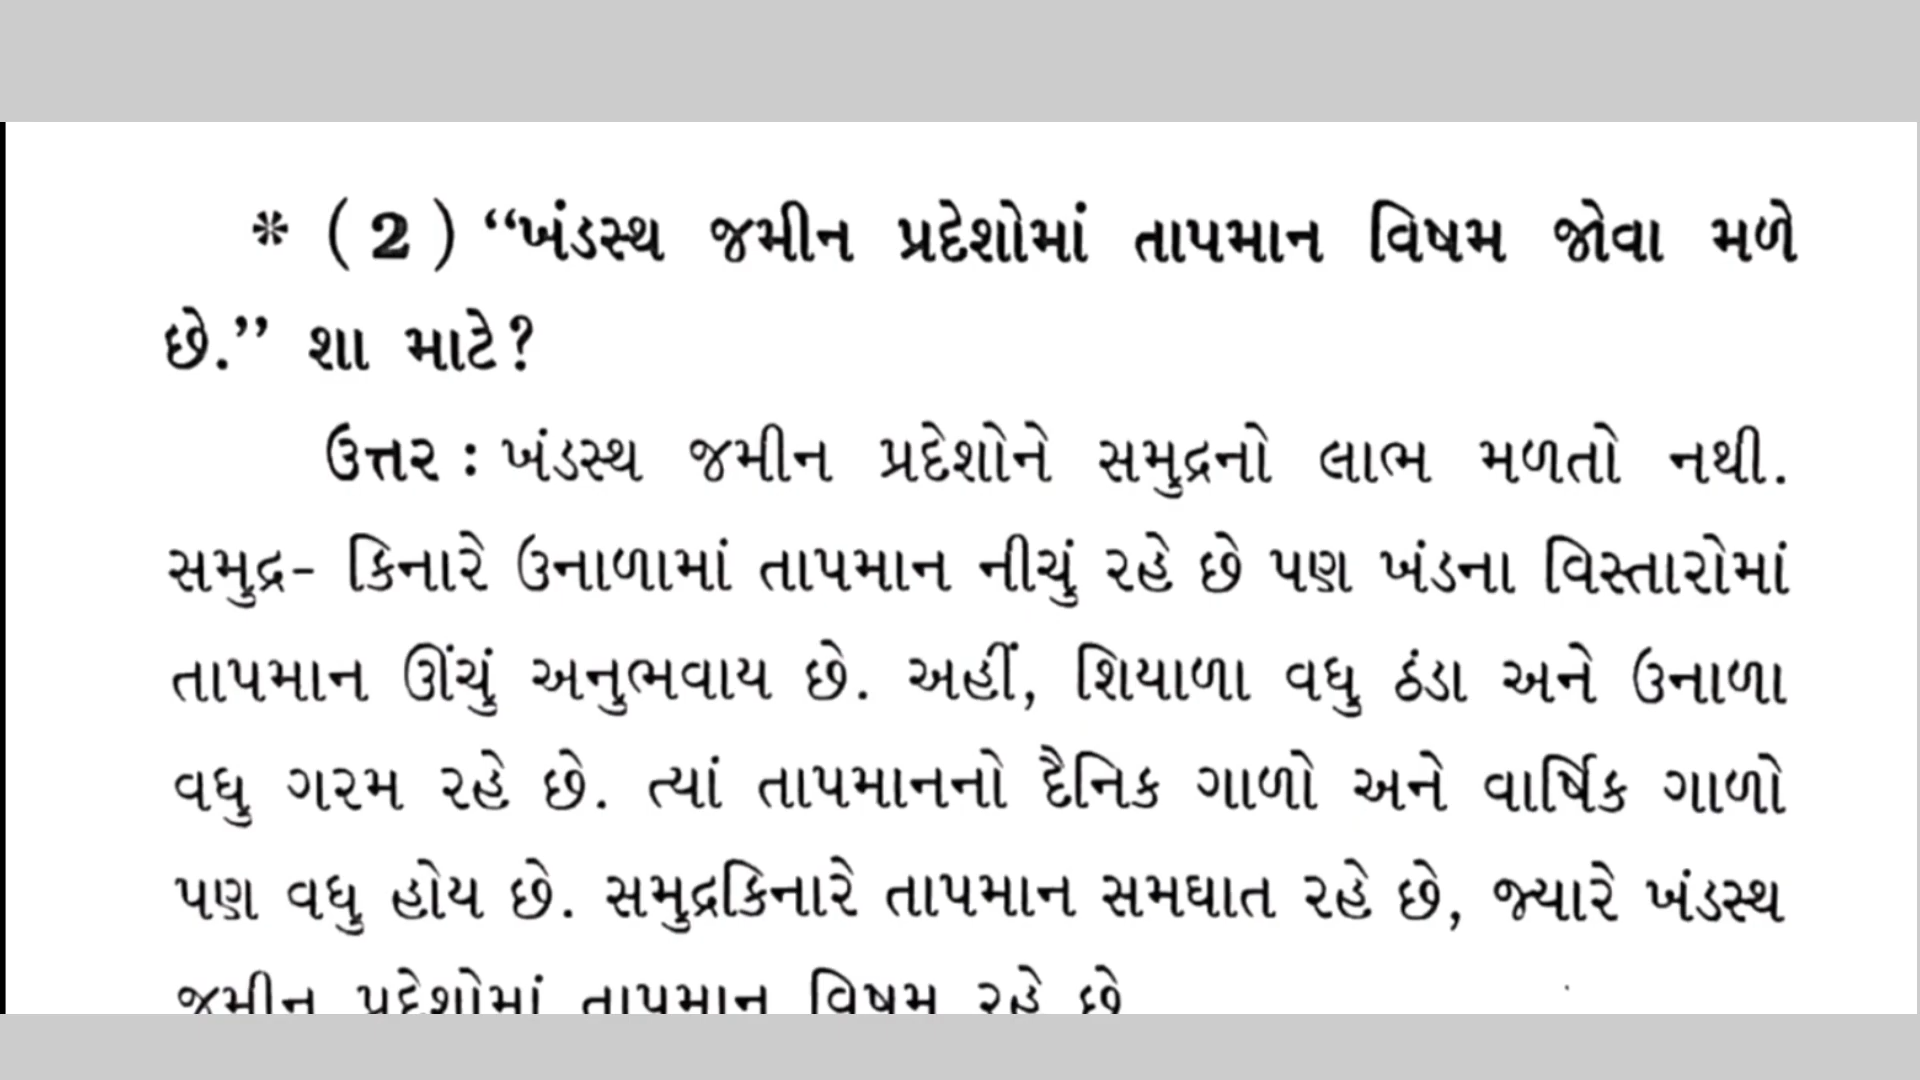 * (2) “ખંડસ્થ જમીન પ્રદેશોમાં તાપમાન વિષમ જોવા મળે
છે.” શા માટે?
ઉત્તર : ખંડસ્થ જમીન પ્રદેશોને સમુદ્રનો લાભ મળતો નથી.
સમુદ્ર- કિનારે ઉનાળામાં તાપમાન નીચું રહે છે પણ ખંડના વિસ્તારોમાં
તાપમાન ઊંચું અનુભવાય છે. અહીં, શિયાળા વધુ ઠંડા અને ઉનાળા
વધુ ગરમ રહે છે. ત્યાં તાપમાનનો દૈનિક ગાળો અને વાર્ષિક ગાળો
પણ વધુ હોય છે. સમુદ્રકિનારે તાપમાન સમઘાત રહે છે, જ્યારે ખંડસ્થ
જમીન પ્રદેશોમાં તાપમાન વિષમ રહે છે